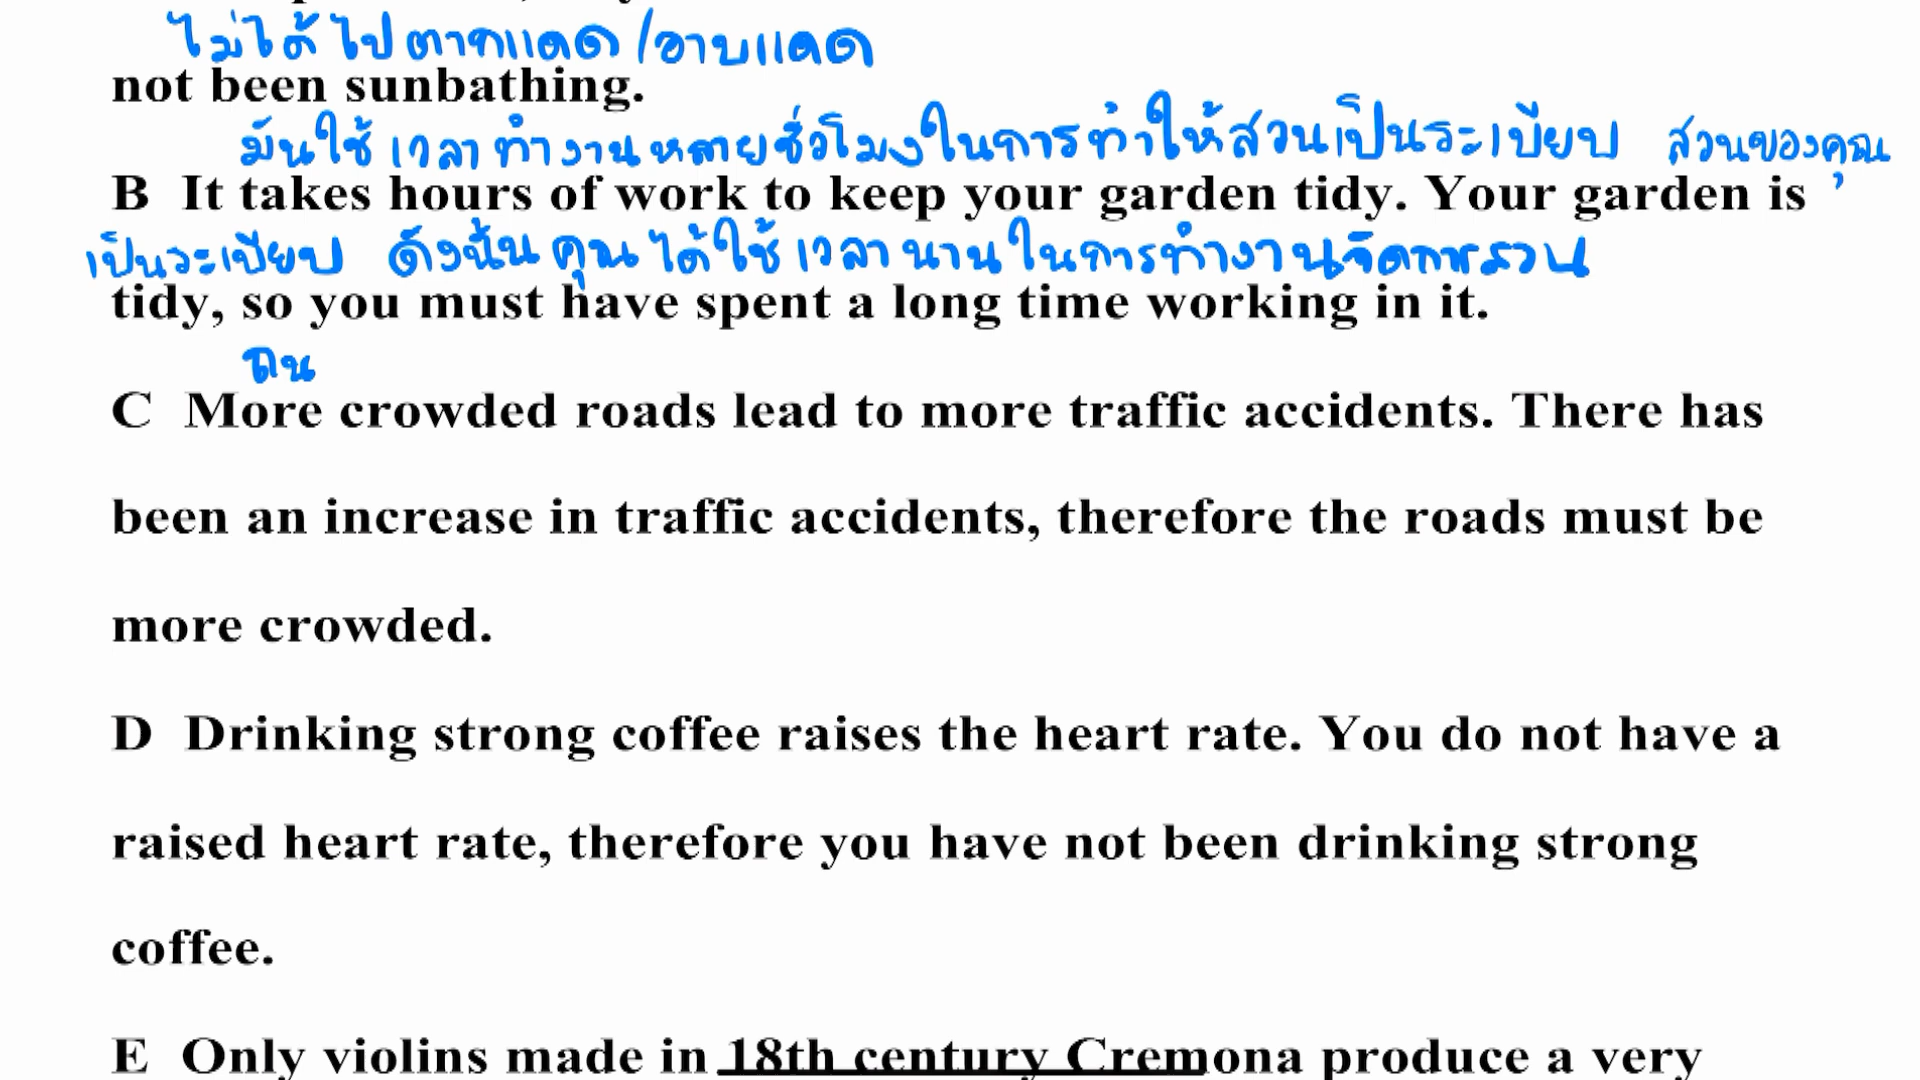 ไม่ได้ไปตากแดด/อาบแดด
not been sunbathing.
มันใช้เวลาทำงานหลายชั่วโมงในการทำให้สวนเป็นระเบียบ สวนของคุณ
B It takes hours of work to keep your garden tidy. Your garden is
เป็นระเบียบ ดังนั้นคุณได้ใช้เวลานานในการทำงานจัดการสวน
tidy, so you must have spent a long time working in it.
ถน
C More crowded roads lead to more traffic accidents. There has
been an increase in traffic accidents, therefore the roads must be
more crowded.
D Drinking strong coffee raises the heart rate. You do not have a
raised heart rate, therefore you have not been drinking strong
coffee.
E Only violins made in 18th century Cremona produce a very